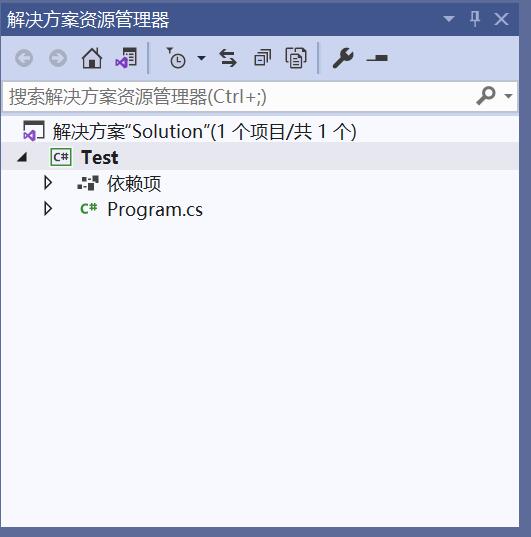 解决方案资源管理器
搜索解决方案资源管理器(Ctrl+;)
解决方案“Solution”(1 个项目/共 1 个)
C# Test
依赖项
C# Program.cs